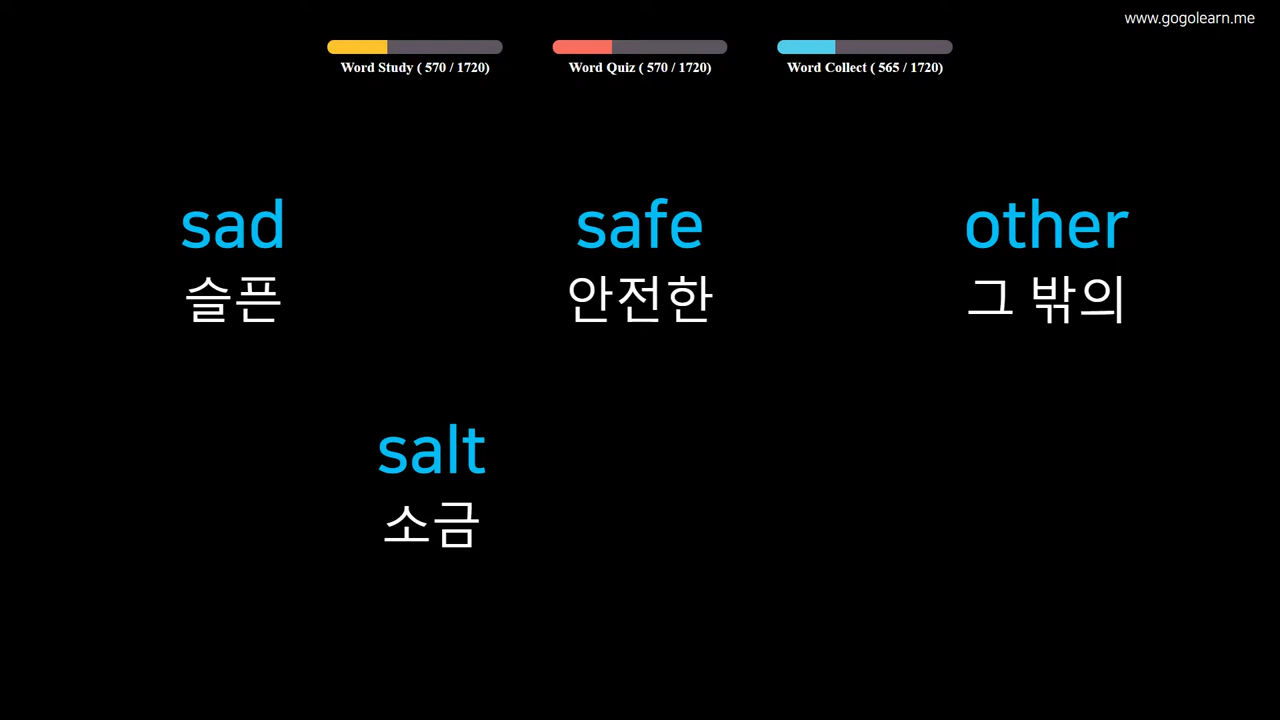 www.gogolearn.me
Word Study ( 570 / 1720)
Word Quiz ( 570 / 1720)
Word Collect ( 565 / 1720)
sad
슬픈
safe
안전한
other
그 밖의
salt
소금